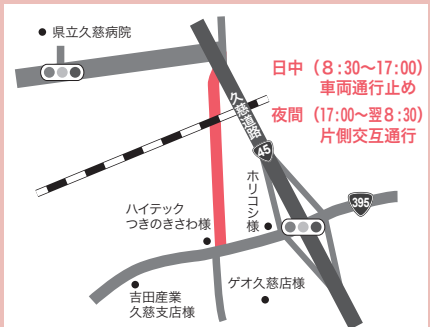 県立久慈病院
日中（８:30〜17:00）
車両通行止め
夜間（17:00〜翌８:30）
片側交互通行
久慈道路
45
ホリコシ様
395
ハイテック
つきのきさわ様
吉田産業
久慈支店様
ゲオ久慈店様